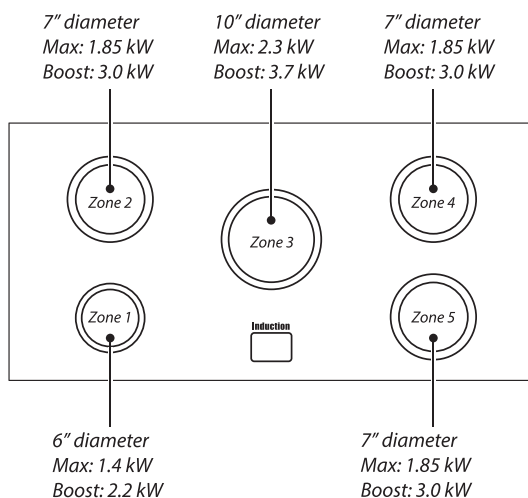 7” diameter
Max: 1.85 kW
Boost: 3.0 kW
10” diameter
Max: 2.3 kW
Boost: 3.7 kW
7” diameter
Max: 1.85 kW
Boost: 3.0 kW
Zone 2
Zone 3
Zone 4
Zone 1
Induction
Zone 5
6” diameter
Max: 1.4 kW
Boost: 2.2 kW
7” diameter
Max: 1.85 kW
Boost: 3.0 kW